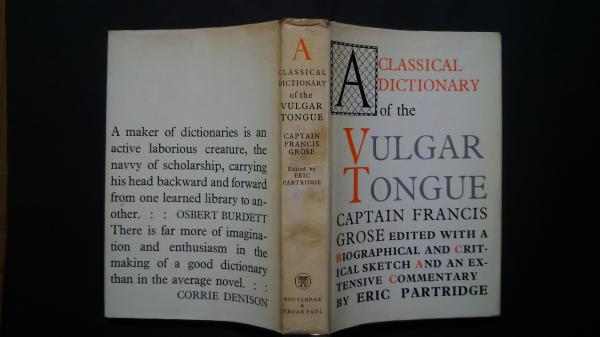 A maker of dictionaries is an
active laborious creature, the
navvy of scholarship, carrying
his head backward and forward
from one learned library to an-
other. : : OSBERT BURDETT
There is far more of imagina-
tion and enthusiasm in the
making of a good dictionary
than in the average novel. : :
CORRIE DENISON
A
CLASSICAL
DICTIONARY
of the
VULGAR
TONGUE
CAPTAIN
FRANCIS
GROSE
Edited by
ERIC
PARTRIDGE
ROUTLEDGE
&
KEGAN PAUL
A CLASSICAL
DICTIONARY
of the
VULGAR
TONGUE
CAPTAIN FRANCIS
GROSE EDITED WITH A
BIOGRAPHICAL AND CRIT-
ICAL SKETCH AND AN EX-
TENSIVE COMMENTARY
BY ERIC PARTRIDGE